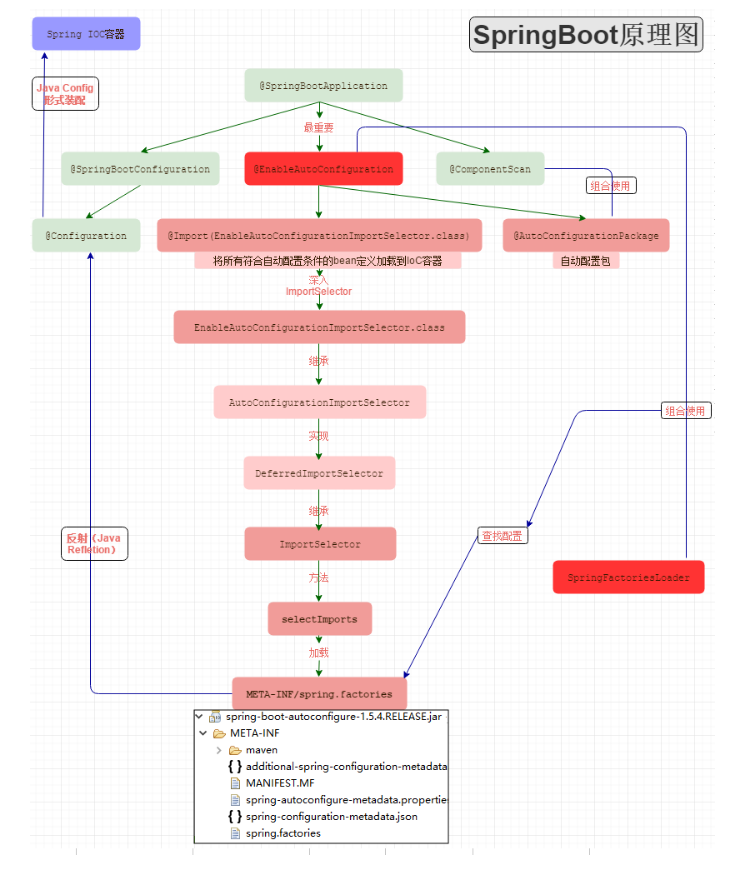 Spring IOC容器
SpringBoot原理图
Java Config
形式装配
@SpringBootApplication
最重要
@SpringBootConfiguration
@EnableAutoConfiguration
@ComponentScan
组合使用
@Configuration
@Import(EnableAutoConfigurationImportSelector.class)
@AutoConfigurationPackage
将所有符合自动配置条件的bean定义加载到IoC容器
自动配置包
深入
ImportSelector
EnableAutoConfigurationImportSelector.class
继承
AutoConfigurationImportSelector
组合使用
实现
DeferredImportSelector
继承
反射（Java
Refletion）
查找配置
ImportSelector
方法
SpringFactoriesLoader
selectImports
加载
META-INF/spring.factories
spring-boot-autoconfigure-1.5.4.RELEASE.jar
META-INF
maven
{ } additional-spring-configuration-metadata
MANIFEST.MF
spring-autoconfigure-metadata.propertie
{ } spring-configuration-metadata.json
spring.factories